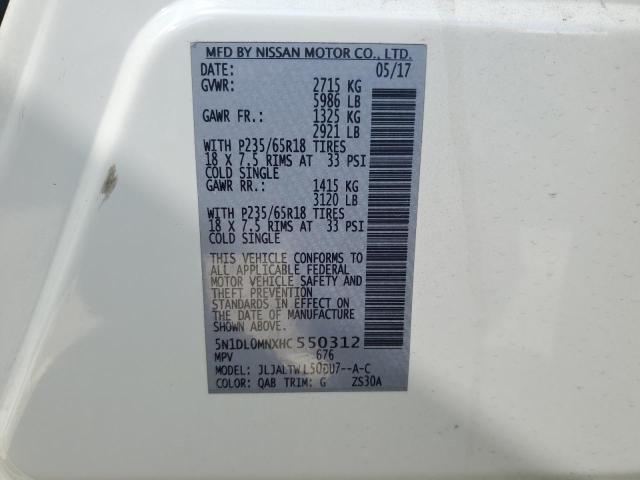 MFD BY NISSAN MOTOR CO., LTD.
DATE: 05/17
GVWR: 2715 KG
5986 LB
GAWR FR.: 1325 KG
2921 LB
WITH P235/65R18 TIRES
18 X 7.5 RIMS AT 33 PSI
COLD SINGLE
GAWR RR.: 1415 KG
3120 LB
WITH P235/65R18 TIRES
18 X 7.5 RIMS AT 33 PSI
COLD SINGLE
THIS VEHICLE CONFORMS TO
ALL APPLICABLE FEDERAL
MOTOR VEHICLE SAFETY AND
THEFT PREVENTION
STANDARDS IN EFFECT ON
THE DATE OF MANUFACTURE
SHOWN ABOVE.
5N1DL0MNXHC550312
MPV 676
MODEL: JLJALTWL50DU7--A-C
COLOR: QAB TRIM: G ZS30A